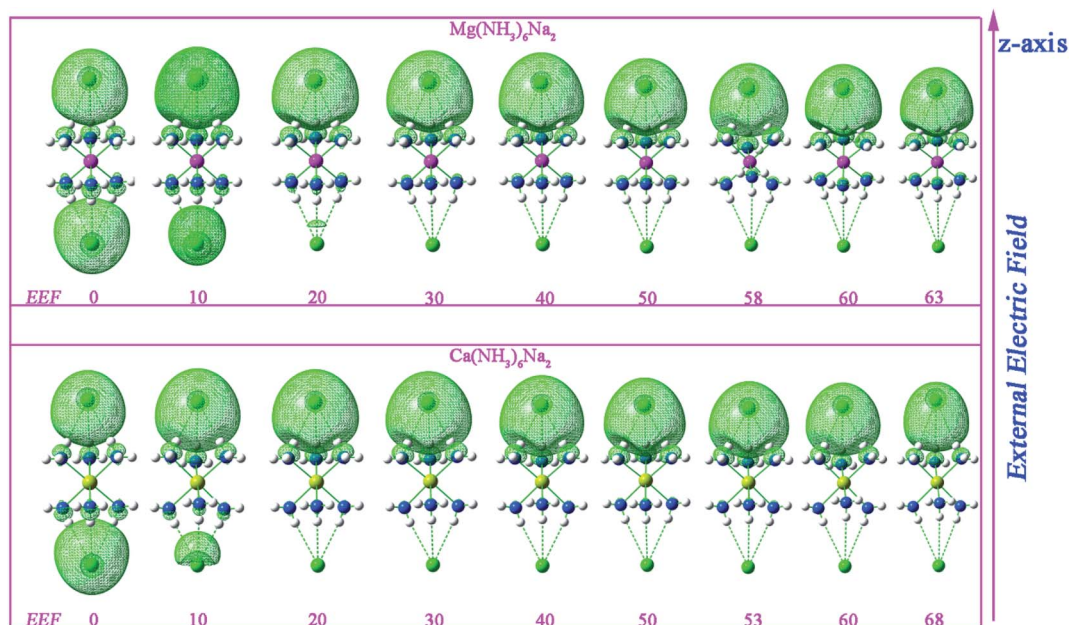 Mg(NH₃)₆Na₂
EEF 0 10 20 30 40 50 58 60 63
Ca(NH₃)₆Na₂
EEF 0 10 20 30 40 50 53 60 68
z-axis
External Electric Field